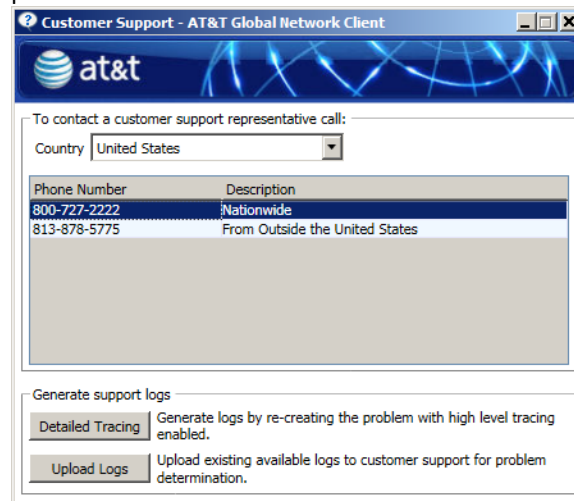 Customer Support - AT&T Global Network Client
at&t
To contact a customer support representative call:
Country United States
Phone Number Description
800-727-2222 Nationwide
813-878-5775 From Outside the United States
Generate support logs
Detailed Tracing Generate logs by re-creating the problem with high level tracing
enabled.
Upload Logs Upload existing available logs to customer support for problem
determination.